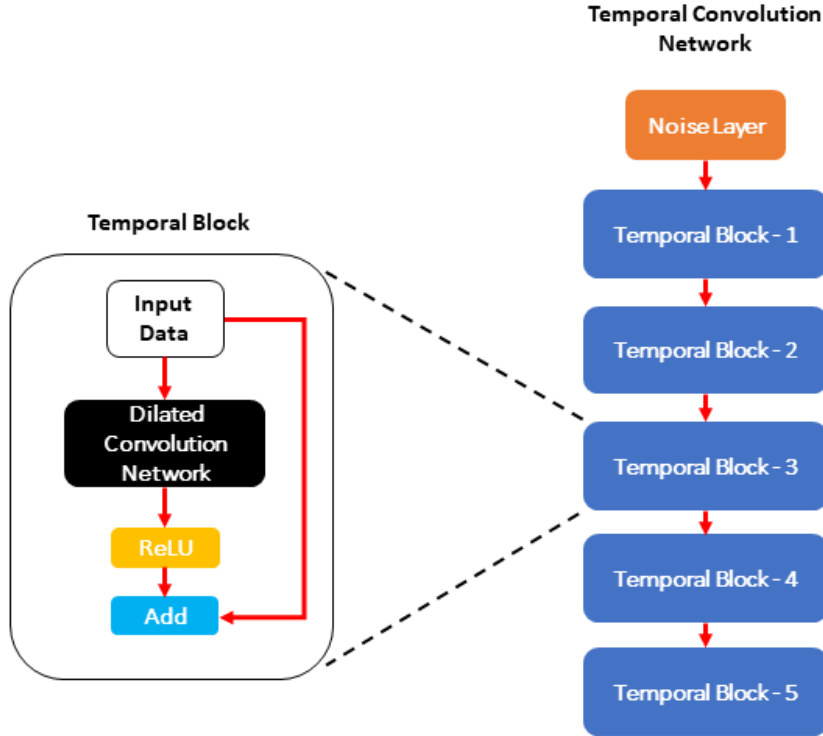 Temporal Convolution
Network
Noise Layer
Temporal Block - 1
Temporal Block - 2
Temporal Block - 3
Temporal Block - 4
Temporal Block - 5
Temporal Block
Input
Data
Dilated
Convolution
Network
ReLU
Add